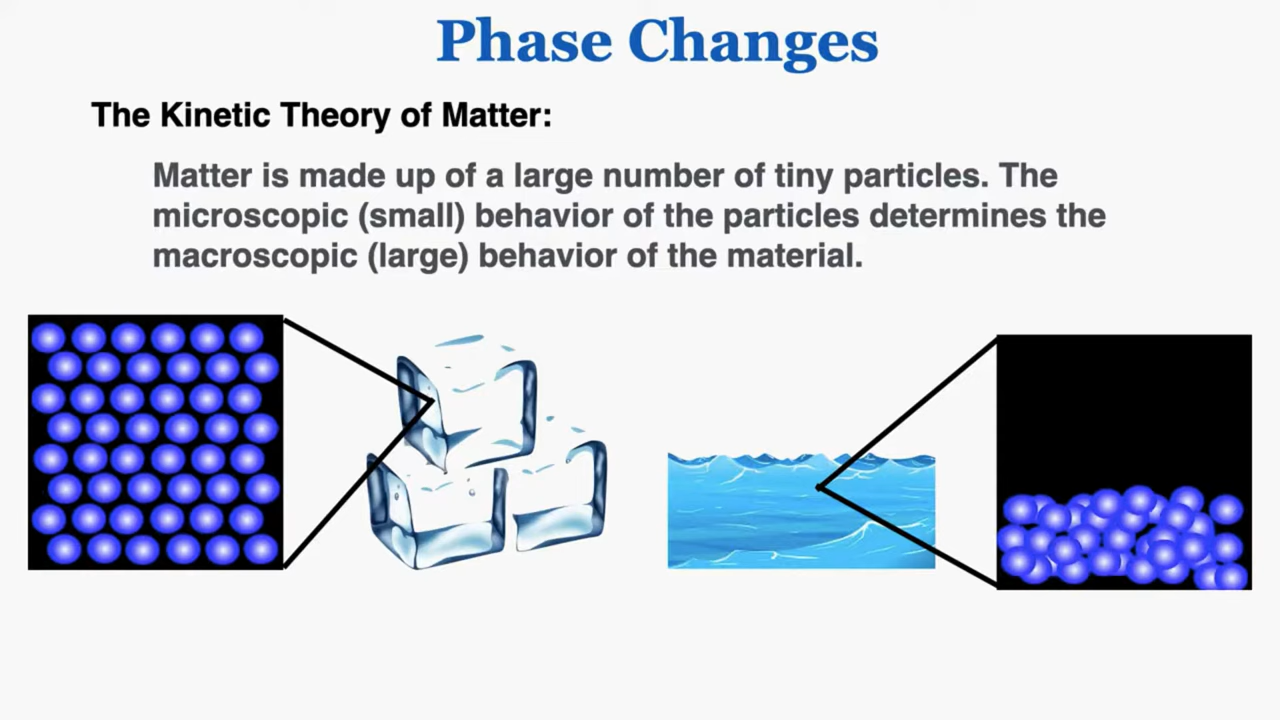 Phase Changes
The Kinetic Theory of Matter:
Matter is made up of a large number of tiny particles. The
microscopic (small) behavior of the particles determines the
macroscopic (large) behavior of the material.